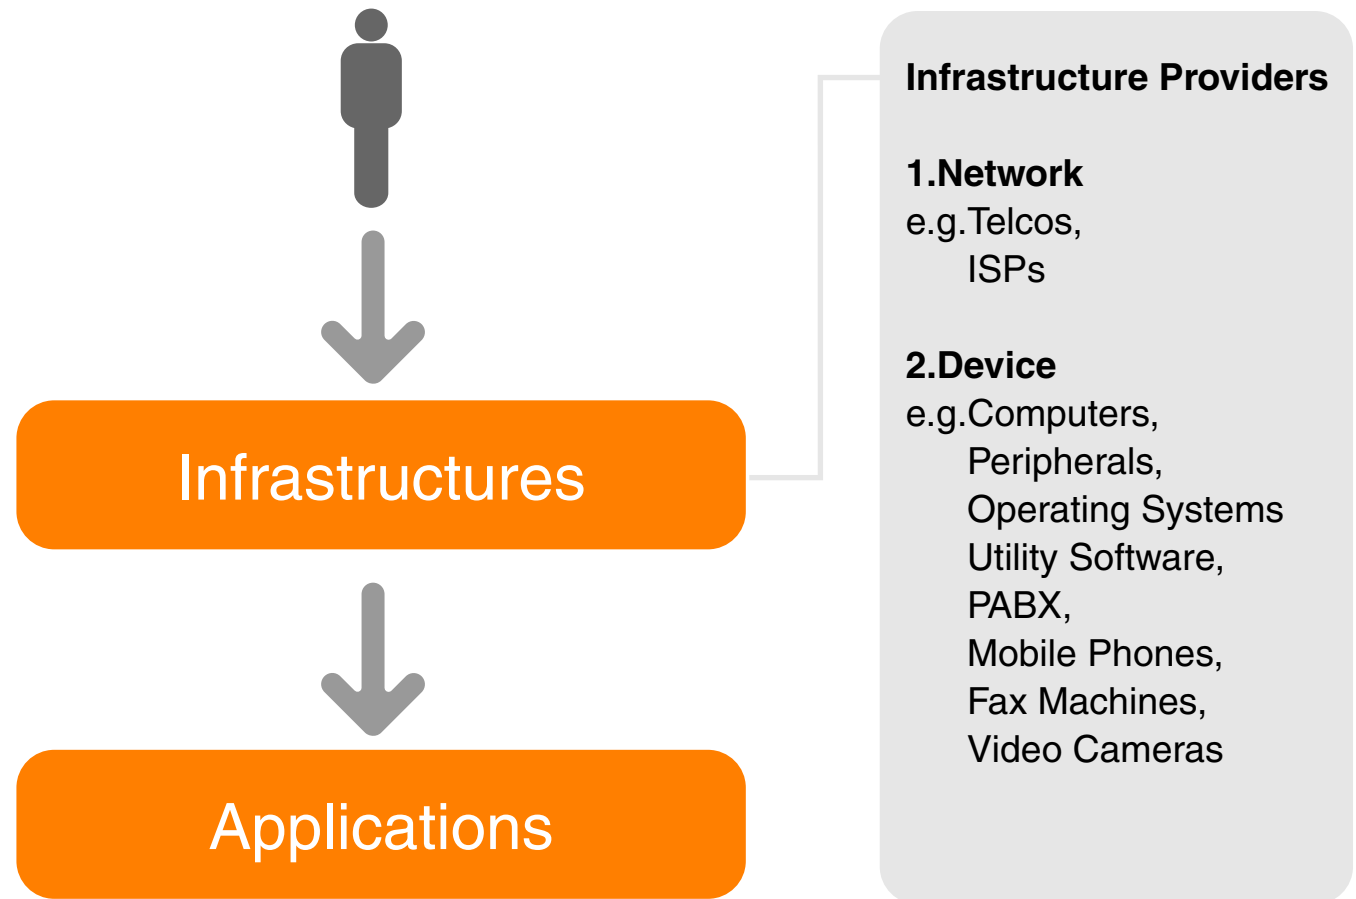 Infrastructures
Applications
Infrastructure Providers
1.Network
e.g.Telcos,
ISPs
2.Device
e.g.Computers,
Peripherals,
Operating Systems
Utility Software,
PABX,
Mobile Phones,
Fax Machines,
Video Cameras